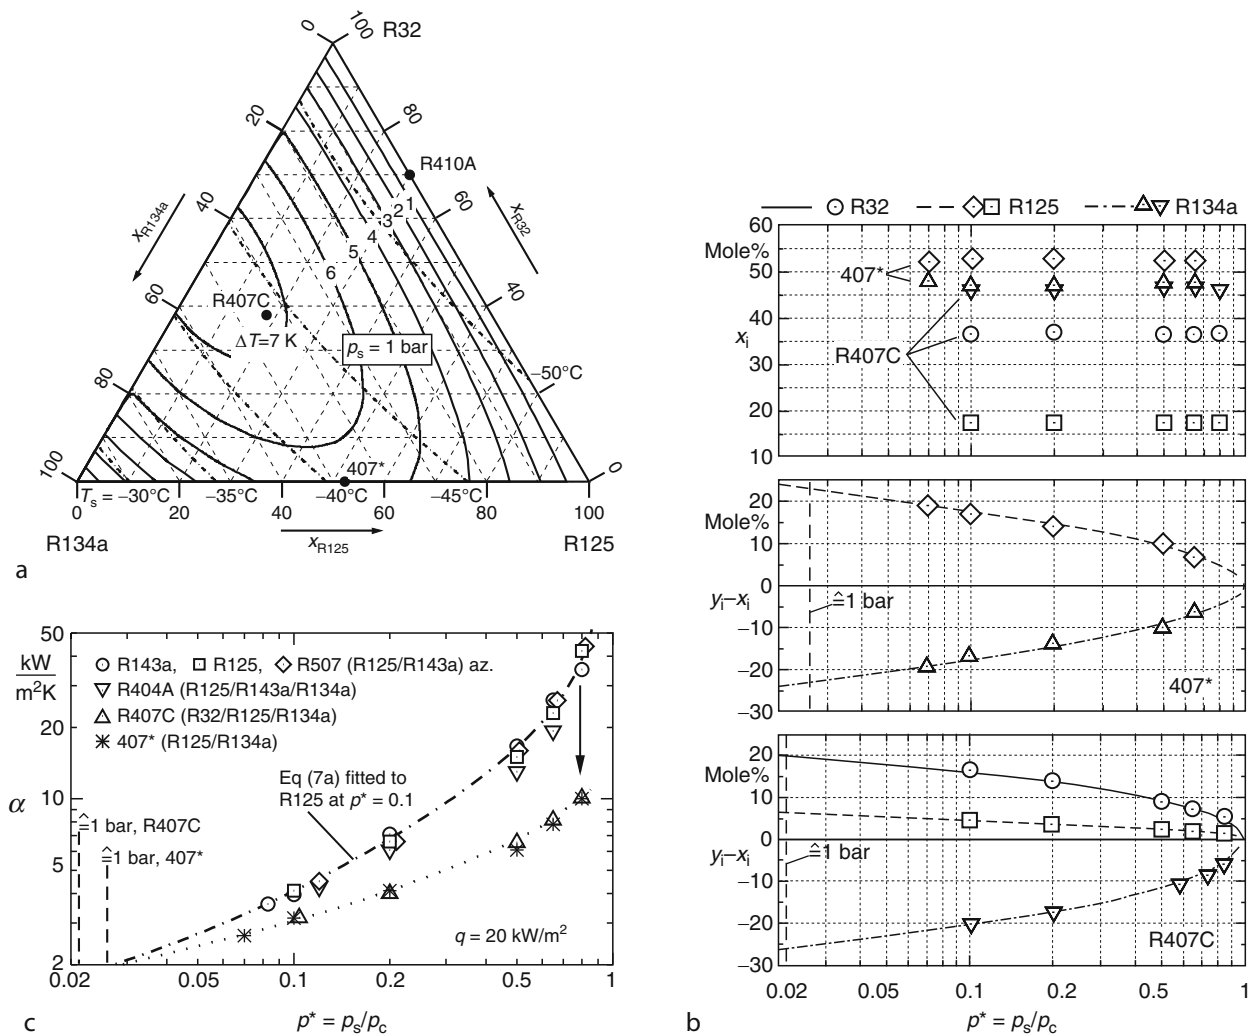 0
100
R32
20
80
R410A
x_R134a
40
3
2
1
60
x_R32
4
5
6
60
R407C
40
ΔT=7 K
p_s = 1 bar
80
−50°C
20
100
407*
0
T_s = −30°C
−35°C
−40°C
−45°C
0
20
40
60
80
100
R134a
x_R125
R125
a
50
kW
m²K
20
α
10
5
2
R143a, R125, R507 (R125/R143a) az.
R404A (R125/R143a/R134a)
R407C (R32/R125/R134a)
407* (R125/R134a)
Eq (7a) fitted to
R125 at p* = 0.1
≙1 bar, R407C
≙1 bar, 407*
q = 20 kW/m²
0.02
0.05
0.1
0.2
0.5
1
c
p* = p_s/p_c
R32
R125
R134a
60
Mole%
50
40
x_i
30
20
10
407*
R407C
20
Mole%
10
0
y_i−x_i
−10
−20
−30
≙1 bar
407*
20
Mole%
10
0
y_i−x_i
−10
−20
−30
≙1 bar
R407C
0.02
0.05
0.1
0.2
0.5
1
p* = p_s/p_c
b